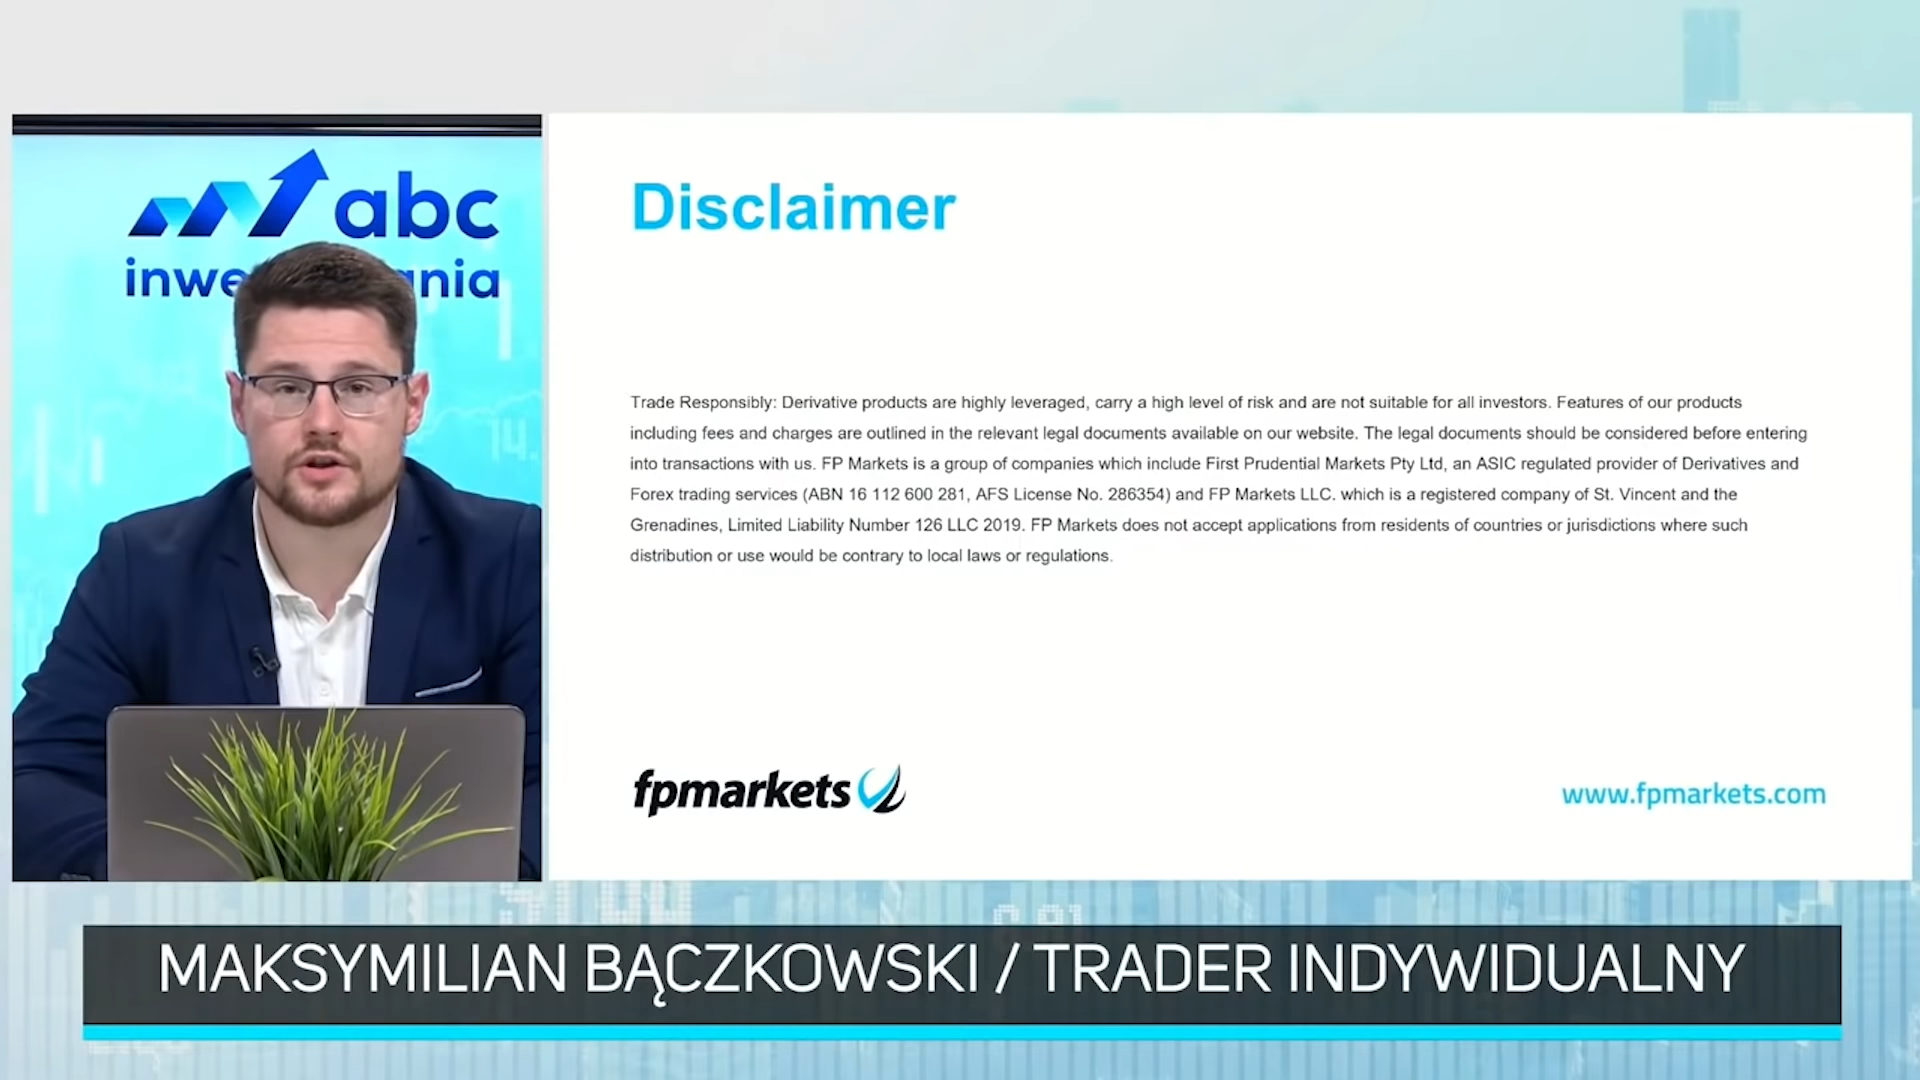 abc
inwe
ania
Disclaimer
Trade Responsibly: Derivative products are highly leveraged, carry a high level of risk and are not suitable for all investors. Features of our products
including fees and charges are outlined in the relevant legal documents available on our website. The legal documents should be considered before entering
into transactions with us. FP Markets is a group of companies which include First Prudential Markets Pty Ltd, an ASIC regulated provider of Derivatives and
Forex trading services (ABN 16 112 600 281, AFS License No. 286354) and FP Markets LLC. which is a registered company of St. Vincent and the
Grenadines, Limited Liability Number 126 LLC 2019. FP Markets does not accept applications from residents of countries or jurisdictions where such
distribution or use would be contrary to local laws or regulations.
fpmarkets
www.fpmarkets.com
MAKSYMILIAN BĄCZKOWSKI / TRADER INDYWIDUALNY